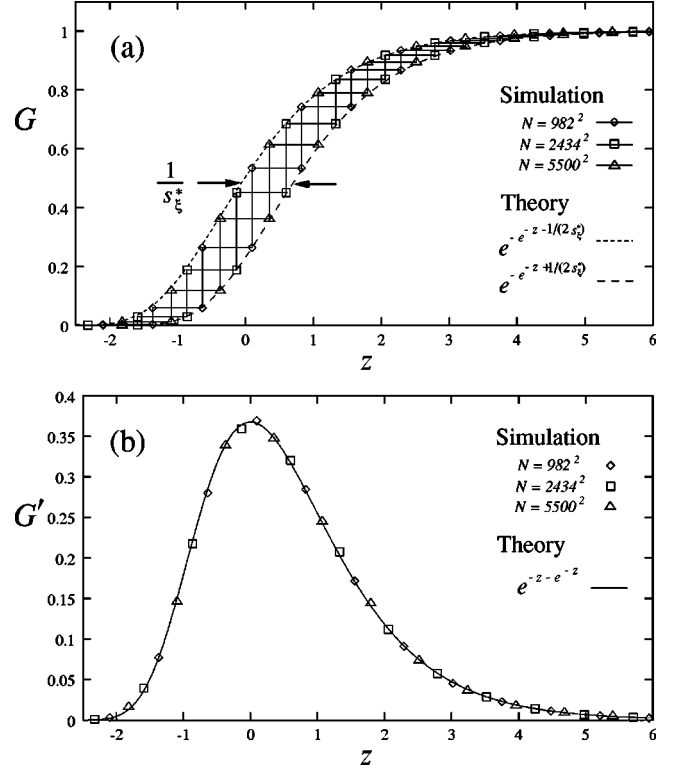 (a)
G
1
0.8
0.6
0.4
0.2
0
-2 -1 0 1 2 3 4 5 6
z
1/s*ξ
Simulation
N = 982²
N = 2434²
N = 5500²
Theory
e^-e^-z-1/(2s*ξ)
e^-e^-z+1/(2s*ξ)
(b)
G′
0.4
0.35
0.3
0.25
0.2
0.15
0.1
0.05
0
-2 -1 0 1 2 3 4 5 6
z
Simulation
N = 982²
N = 2434²
N = 5500²
Theory
e^-z-e^-z